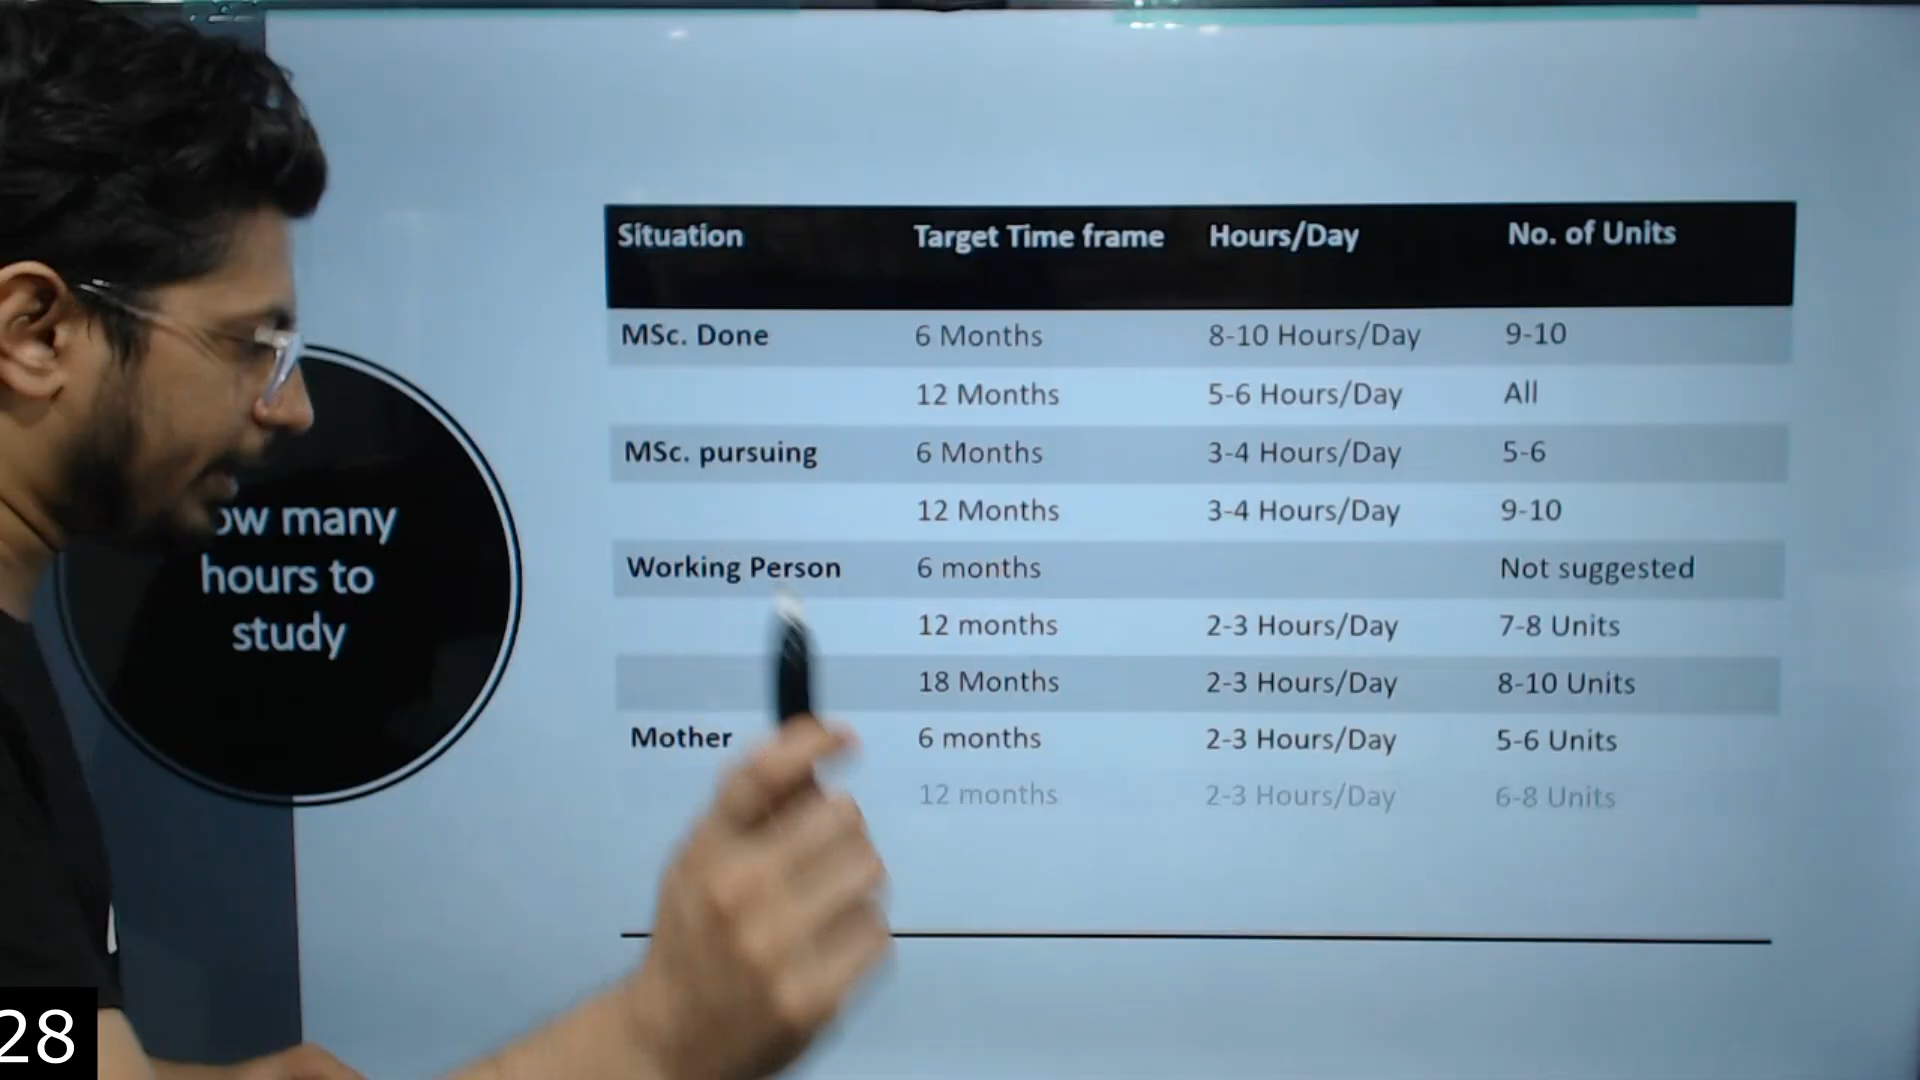 Situation Target Time frame Hours/Day No. of Units
MSc. Done 6 Months 8-10 Hours/Day 9-10
12 Months 5-6 Hours/Day All
MSc. pursuing 6 Months 3-4 Hours/Day 5-6
12 Months 3-4 Hours/Day 9-10
Working Person 6 months Not suggested
12 months 2-3 Hours/Day 7-8 Units
18 Months 2-3 Hours/Day 8-10 Units
Mother 6 months 2-3 Hours/Day 5-6 Units
12 months 2-3 Hours/Day 6-8 Units
ow many
hours to
study
28